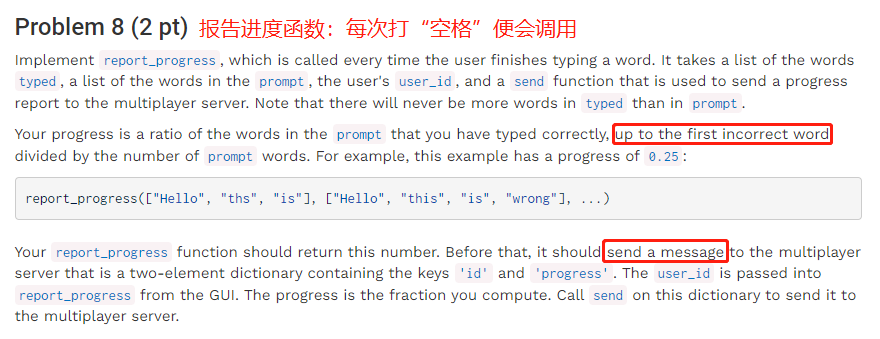 Problem 8 (2 pt) 报告进度函数：每次打“空格”便会调用
Implement report_progress, which is called every time the user finishes typing a word. It takes a list of the words
typed, a list of the words in the prompt, the user's user_id, and a send function that is used to send a progress
report to the multiplayer server. Note that there will never be more words in typed than in prompt.
Your progress is a ratio of the words in the prompt that you have typed correctly, up to the first incorrect word,
divided by the number of prompt words. For example, this example has a progress of 0.25:
report_progress(["Hello", "ths", "is"], ["Hello", "this", "is", "wrong"], ...)
Your report_progress function should return this number. Before that, it should send a message to the multiplayer
server that is a two-element dictionary containing the keys 'id' and 'progress'. The user_id is passed into
report_progress from the GUI. The progress is the fraction you compute. Call send on this dictionary to send it to
the multiplayer server.